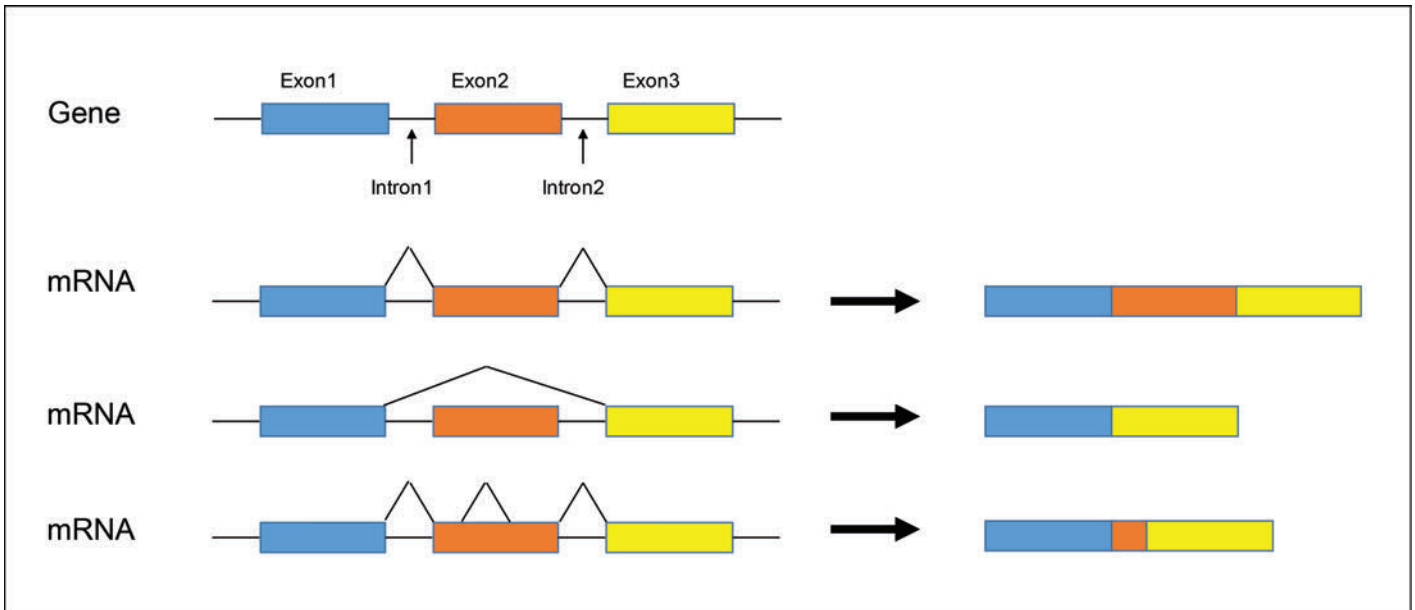 Exon1 Exon2 Exon3
Gene
Intron1 Intron2
mRNA
mRNA
mRNA